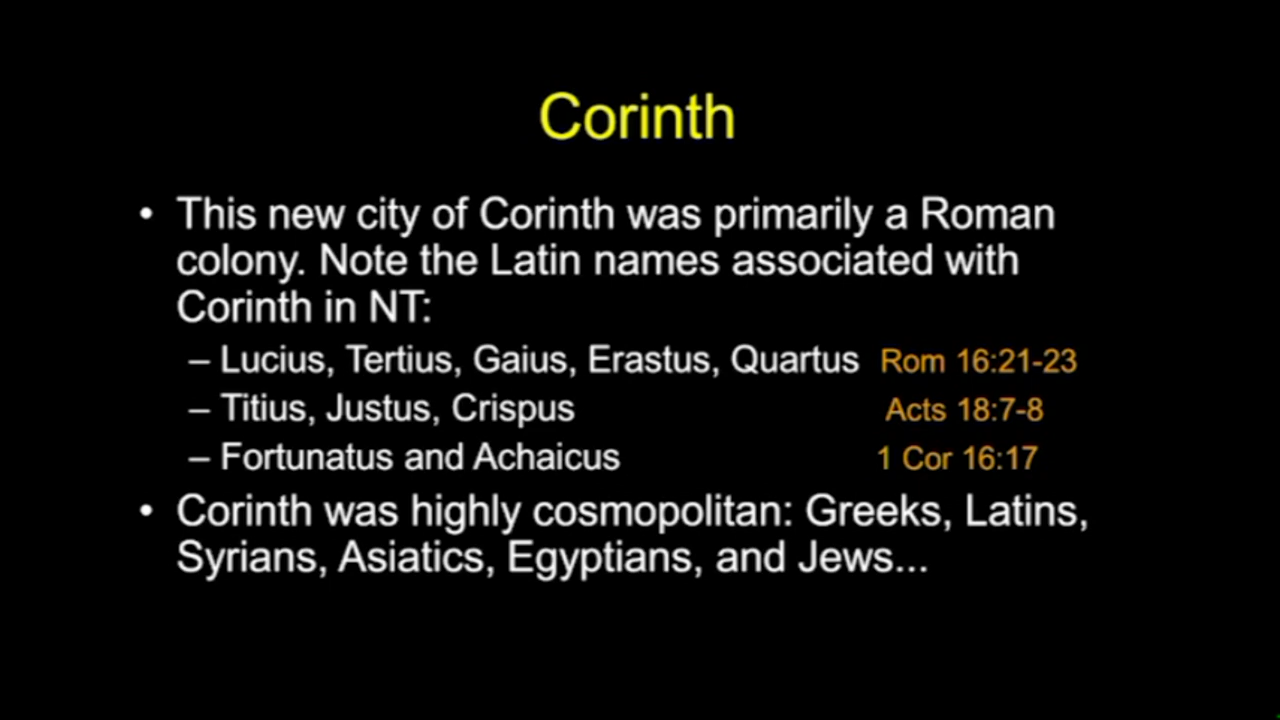 Corinth
• This new city of Corinth was primarily a Roman
colony. Note the Latin names associated with
Corinth in NT:
– Lucius, Tertius, Gaius, Erastus, Quartus Rom 16:21-23
– Titius, Justus, Crispus Acts 18:7-8
– Fortunatus and Achaicus 1 Cor 16:17
• Corinth was highly cosmopolitan: Greeks, Latins,
Syrians, Asiatics, Egyptians, and Jews...